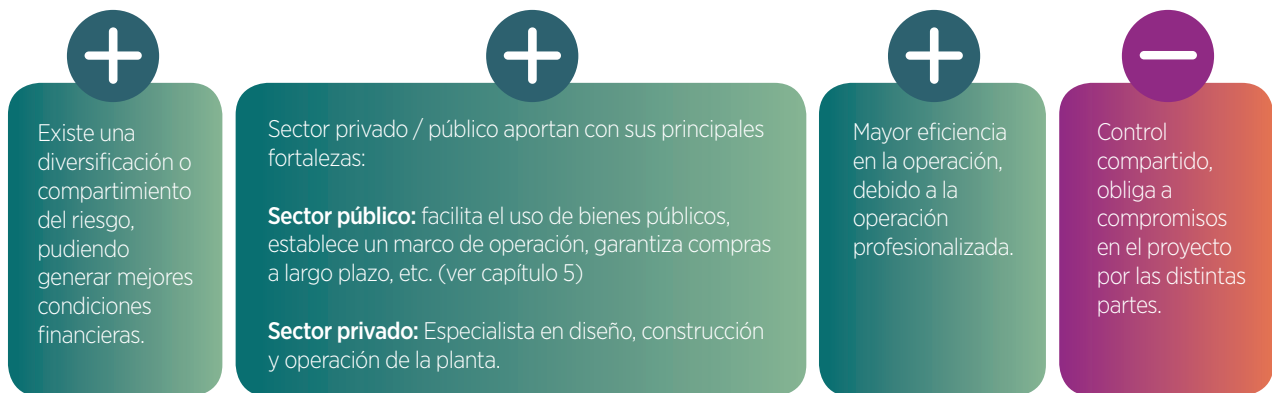 Existe una
diversificación o
compartimiento
del riesgo,
pudiendo
generar mejores
condiciones
financieras.
Sector privado / público aportan con sus principales
fortalezas:
Sector público: facilita el uso de bienes públicos,
establece un marco de operación, garantiza compras
a largo plazo, etc. (ver capítulo 5)
Sector privado: Especialista en diseño, construcción
y operación de la planta.
Mayor eficiencia
en la operación,
debido a la
operación
profesionalizada.
Control
compartido,
obliga a
compromisos
en el proyecto
por las distintas
partes.